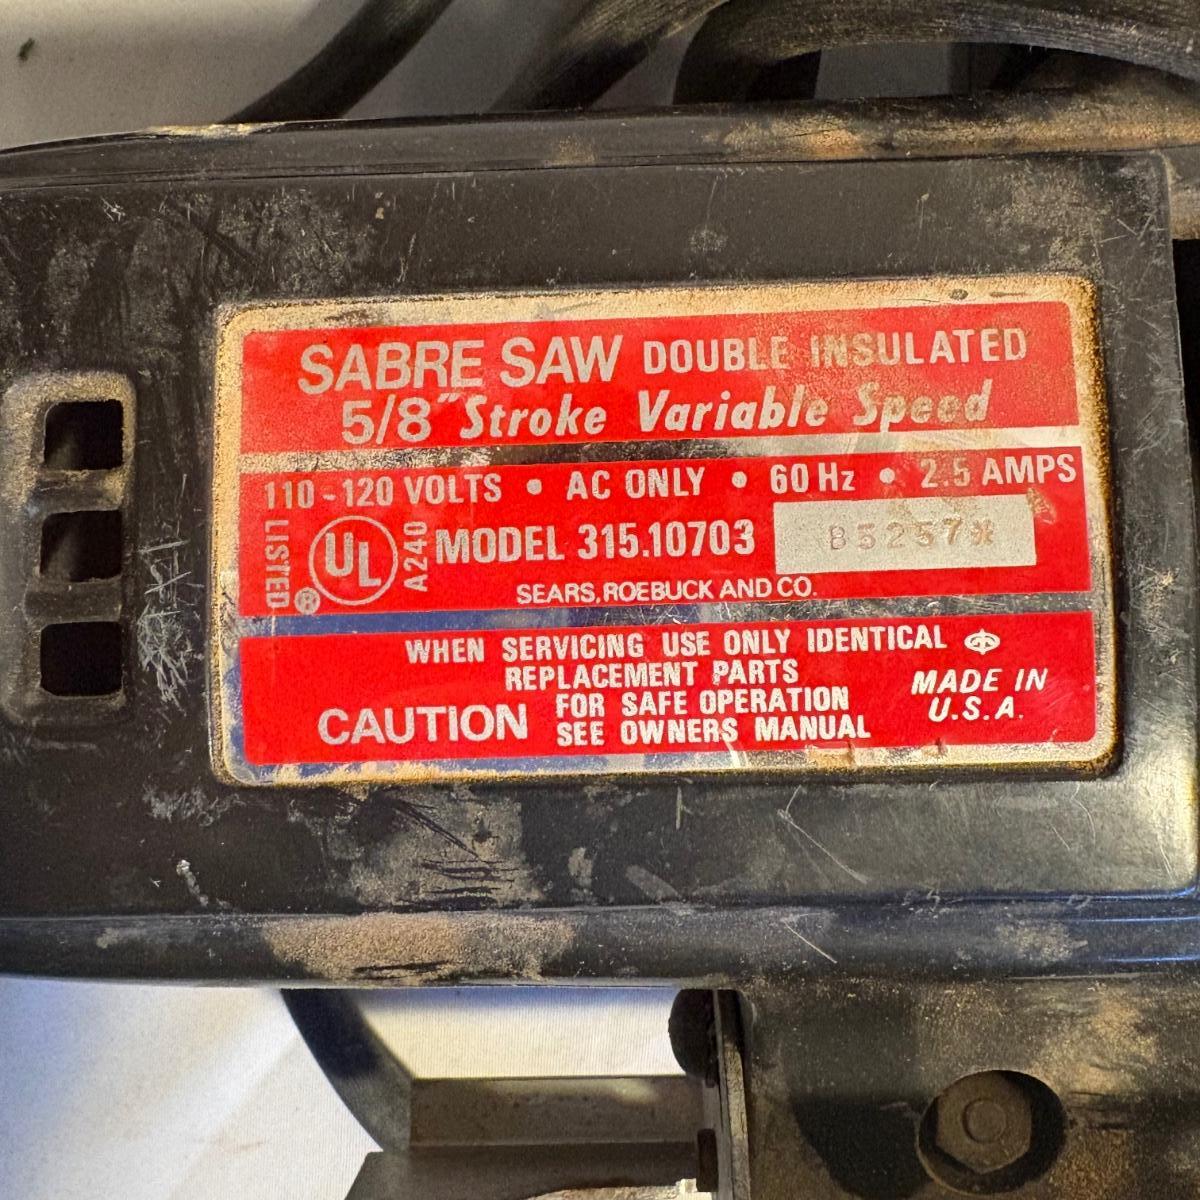 SABRE SAW DOUBLE INSULATED
5/8" Stroke Variable Speed
110-120 VOLTS • AC ONLY • 60 Hz • 2.5 AMPS
LISTED UL ® A240 MODEL 315.10703 B5257*
SEARS, ROEBUCK AND CO.
WHEN SERVICING USE ONLY IDENTICAL
REPLACEMENT PARTS
CAUTION FOR SAFE OPERATION
SEE OWNERS MANUAL
MADE IN
U.S.A.